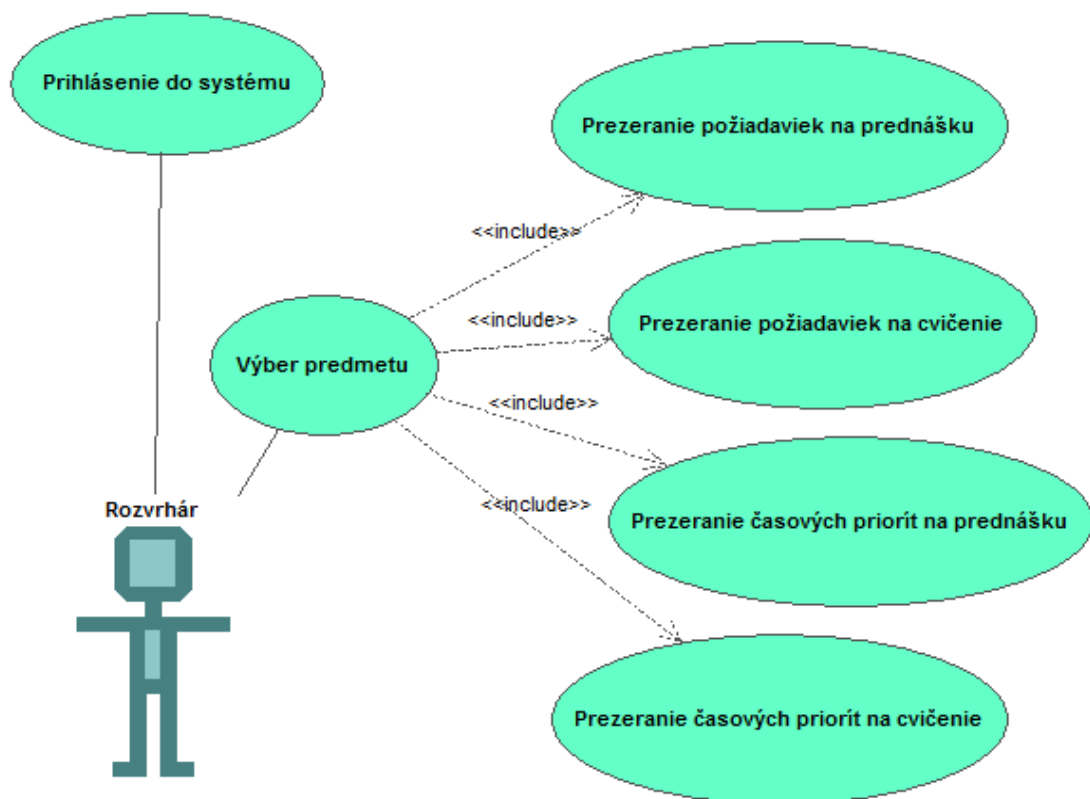 Prihlásenie do systému
Prezeranie požiadaviek na prednášku
<<include>>
Prezeranie požiadaviek na cvičenie
<<include>>
Výber predmetu
<<include>>
Prezeranie časových priorít na prednášku
<<include>>
Rozvrhár
Prezeranie časových priorít na cvičenie